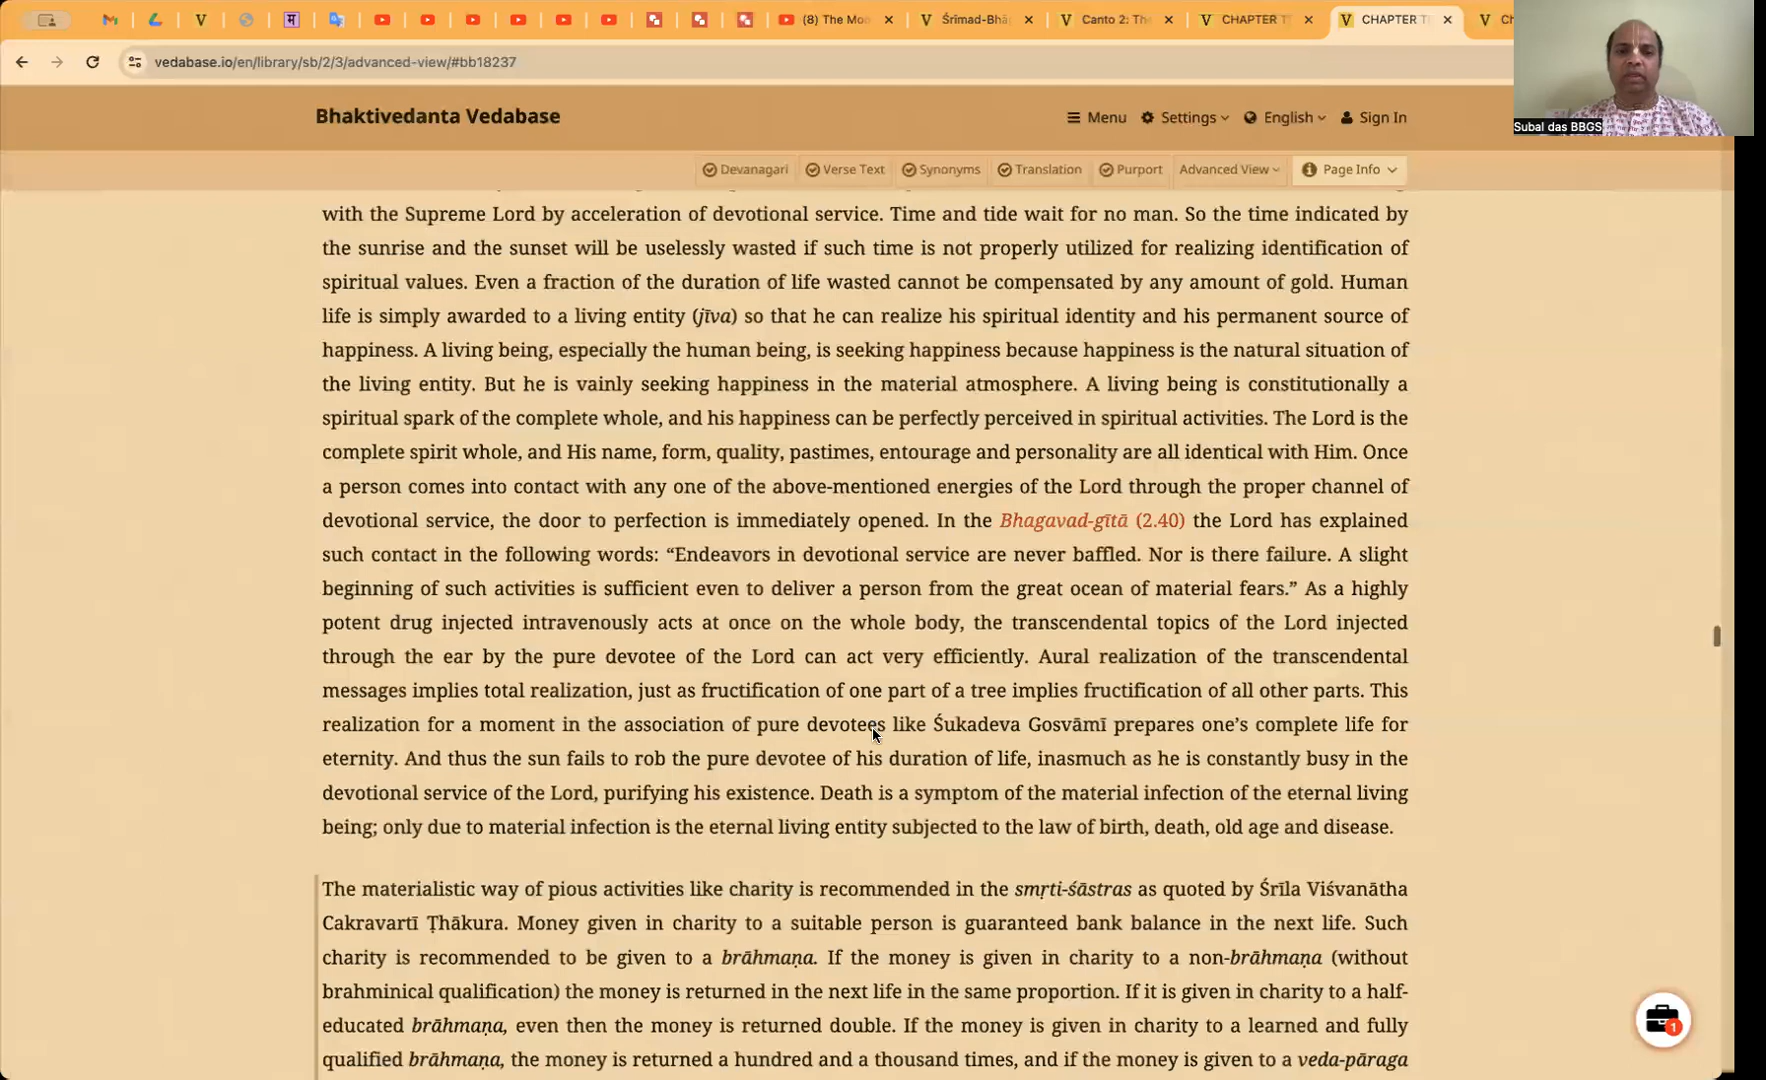 (8) The Mo
Śrīmad-Bhā
Canto 2: The
CHAPTER T
CHAPTER T
vedabase.io/en/library/sb/2/3/advanced-view/#bb18237
Subal das BBGS
Bhaktivedanta Vedabase
Menu Settings English Sign In
Devanagari Verse Text Synonyms Translation Purport Advanced View Page Info
with the Supreme Lord by acceleration of devotional service. Time and tide wait for no man. So the time indicated by
the sunrise and the sunset will be uselessly wasted if such time is not properly utilized for realizing identification of
spiritual values. Even a fraction of the duration of life wasted cannot be compensated by any amount of gold. Human
life is simply awarded to a living entity (jīva) so that he can realize his spiritual identity and his permanent source of
happiness. A living being, especially the human being, is seeking happiness because happiness is the natural situation of
the living entity. But he is vainly seeking happiness in the material atmosphere. A living being is constitutionally a
spiritual spark of the complete whole, and his happiness can be perfectly perceived in spiritual activities. The Lord is the
complete spirit whole, and His name, form, quality, pastimes, entourage and personality are all identical with Him. Once
a person comes into contact with any one of the above-mentioned energies of the Lord through the proper channel of
devotional service, the door to perfection is immediately opened. In the Bhagavad-gītā (2.40) the Lord has explained
such contact in the following words: “Endeavors in devotional service are never baffled. Nor is there failure. A slight
beginning of such activities is sufficient even to deliver a person from the great ocean of material fears.” As a highly
potent drug injected intravenously acts at once on the whole body, the transcendental topics of the Lord injected
through the ear by the pure devotee of the Lord can act very efficiently. Aural realization of the transcendental
messages implies total realization, just as fructification of one part of a tree implies fructification of all other parts. This
realization for a moment in the association of pure devotees like Śukadeva Gosvāmī prepares one’s complete life for
eternity. And thus the sun fails to rob the pure devotee of his duration of life, inasmuch as he is constantly busy in the
devotional service of the Lord, purifying his existence. Death is a symptom of the material infection of the eternal living
being; only due to material infection is the eternal living entity subjected to the law of birth, death, old age and disease.
The materialistic way of pious activities like charity is recommended in the smṛti-śāstras as quoted by Śrīla Viśvanātha
Cakravartī Ṭhākura. Money given in charity to a suitable person is guaranteed bank balance in the next life. Such
charity is recommended to be given to a brāhmaṇa. If the money is given in charity to a non-brāhmaṇa (without
brahminical qualification) the money is returned in the next life in the same proportion. If it is given in charity to a half-
educated brāhmaṇa, even then the money is returned double. If the money is given in charity to a learned and fully
qualified brāhmaṇa, the money is returned a hundred and a thousand times, and if the money is given to a veda-pāraga
1